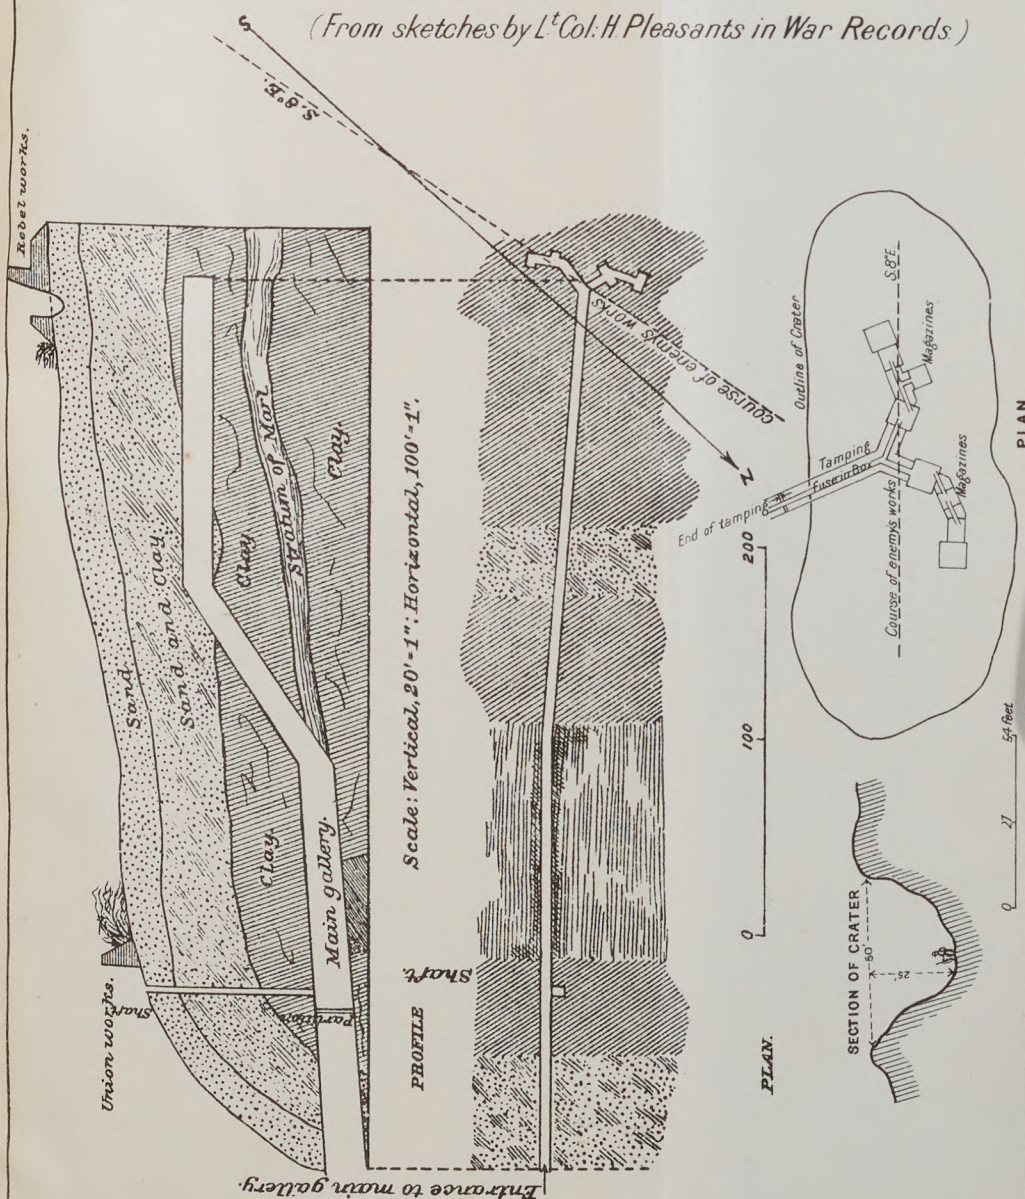 (From sketches by Lt. Col: H. Pleasants in War Records.)
S
S. 8° E.
Rebel works.
Sand
Sand and Clay.
Clay
Stratum of Marl
Clay.
Clay.
Main gallery.
Shaft
Partition
Union works.
Entrance to main gallery.
PROFILE
Scale: Vertical, 20'=1"; Horizontal, 100'=1".
Shaft.
course of enemy's works
N
PLAN.
0
100
200
Outline of Crater
S. 8° E.
Magazines
Tamping
Fuse in Box
End of tamping
Course of enemy's works
Magazines
PLAN
SECTION OF CRATER
50'
25'
0
27
54 feet